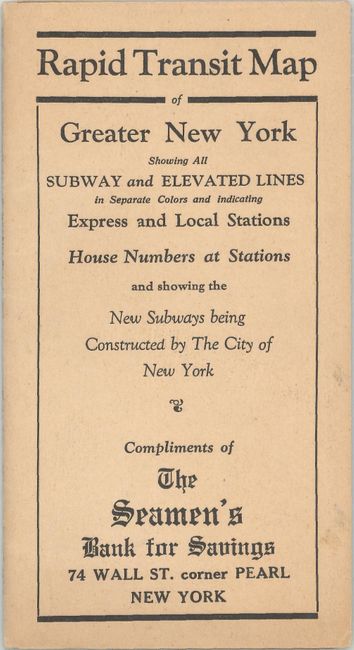 Rapid Transit Map
of
Greater New York
Showing All
SUBWAY and ELEVATED LINES
in Separate Colors and indicating
Express and Local Stations
House Numbers at Stations
and showing the
New Subways being
Constructed by The City of
New York
Compliments of
The
Seamen's
Bank for Savings
74 WALL ST. corner PEARL
NEW YORK